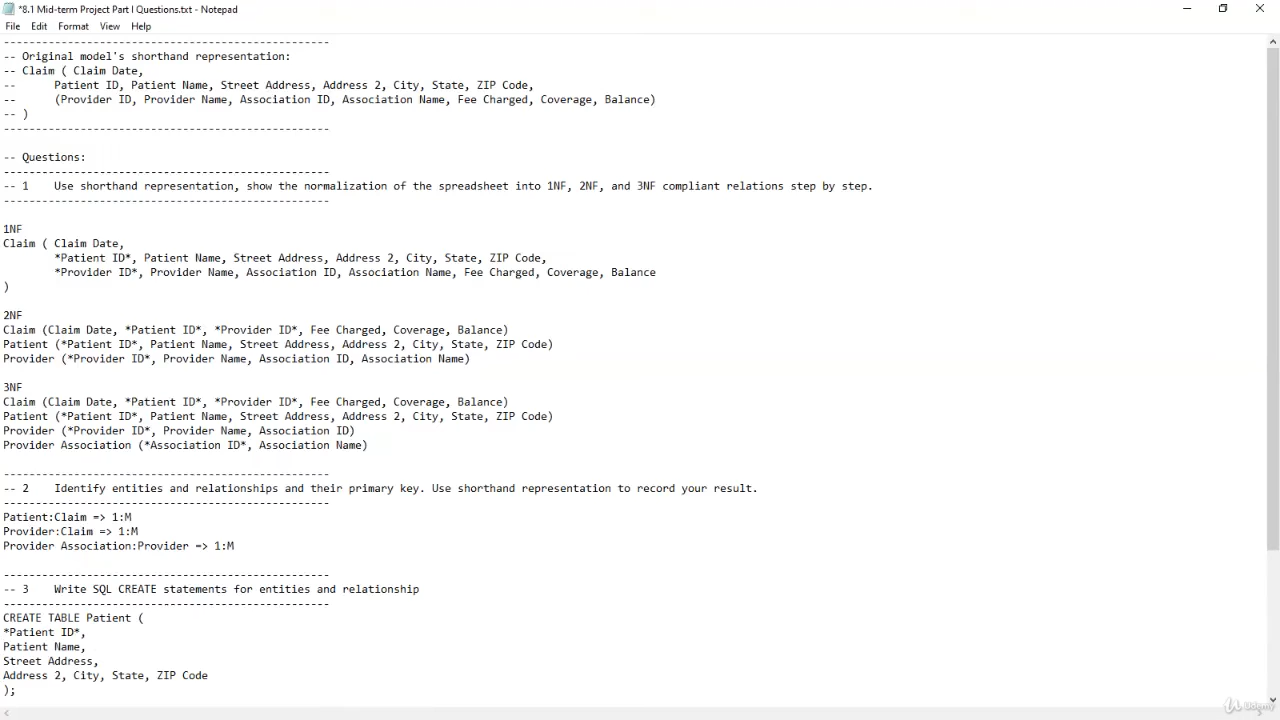 *8.1 Mid-term Project Part I Questions.txt - Notepad
File Edit Format View Help
---------------------------------------------------
-- Original model's shorthand representation:
-- Claim ( Claim Date,
-- Patient ID, Patient Name, Street Address, Address 2, City, State, ZIP Code,
-- (Provider ID, Provider Name, Association ID, Association Name, Fee Charged, Coverage, Balance)
-- )
---------------------------------------------------
-- Questions:
---------------------------------------------------
-- 1 Use shorthand representation, show the normalization of the spreadsheet into 1NF, 2NF, and 3NF compliant relations step by step.
---------------------------------------------------
1NF
Claim ( Claim Date,
*Patient ID*, Patient Name, Street Address, Address 2, City, State, ZIP Code,
*Provider ID*, Provider Name, Association ID, Association Name, Fee Charged, Coverage, Balance
)
2NF
Claim (Claim Date, *Patient ID*, *Provider ID*, Fee Charged, Coverage, Balance)
Patient (*Patient ID*, Patient Name, Street Address, Address 2, City, State, ZIP Code)
Provider (*Provider ID*, Provider Name, Association ID, Association Name)
3NF
Claim (Claim Date, *Patient ID*, *Provider ID*, Fee Charged, Coverage, Balance)
Patient (*Patient ID*, Patient Name, Street Address, Address 2, City, State, ZIP Code)
Provider (*Provider ID*, Provider Name, Association ID)
Provider Association (*Association ID*, Association Name)
---------------------------------------------------
-- 2 Identify entities and relationships and their primary key. Use shorthand representation to record your result.
---------------------------------------------------
Patient:Claim => 1:M
Provider:Claim => 1:M
Provider Association:Provider => 1:M
---------------------------------------------------
-- 3 Write SQL CREATE statements for entities and relationship
---------------------------------------------------
CREATE TABLE Patient (
*Patient ID*,
Patient Name,
Street Address,
Address 2, City, State, ZIP Code
);
Udemy